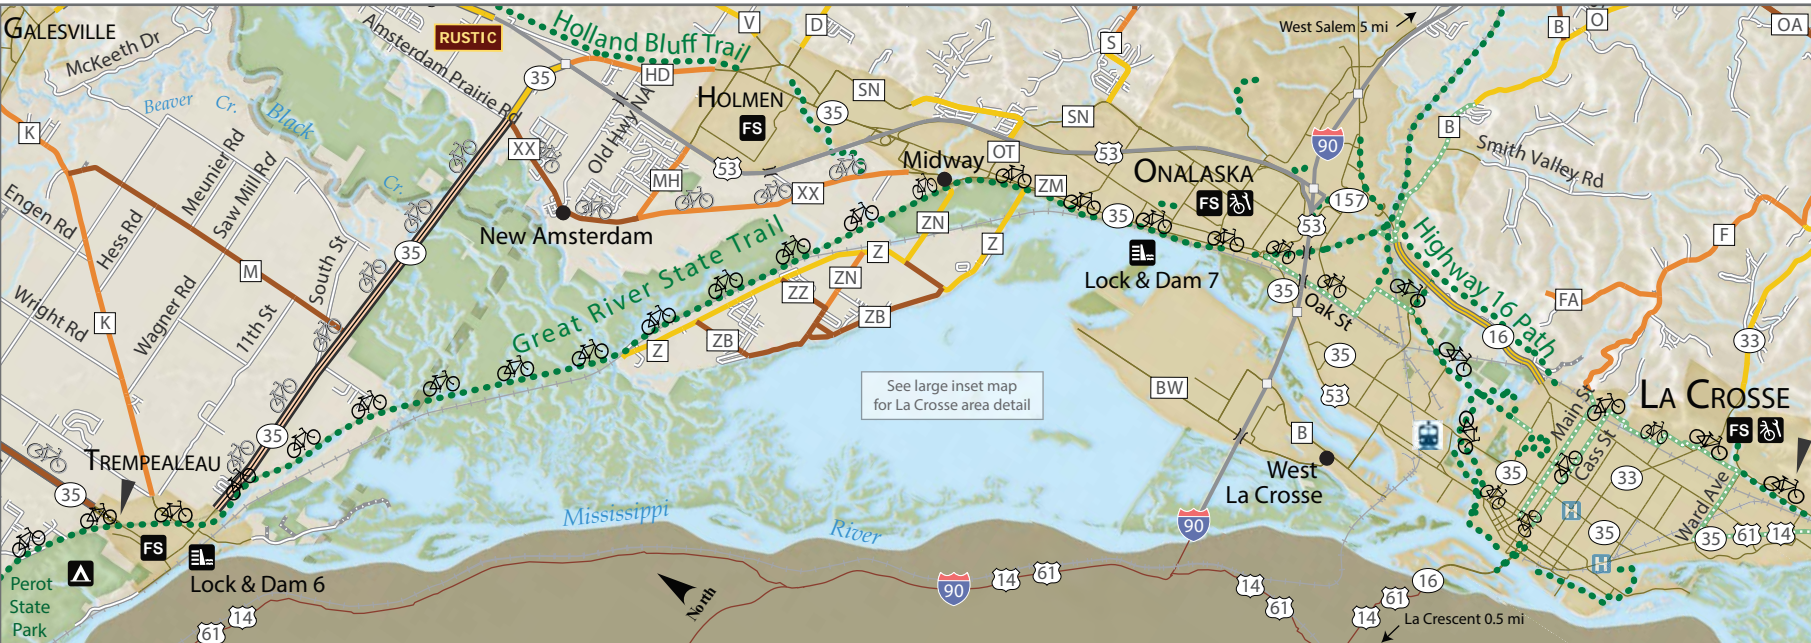 GALESVILLE
McKeeth Dr
Beaver Cr.
Black
Cr.
Amsterdam Prairie Rd
RUSTIC
35
Holland Bluff Trail
HD
V
D
S
West Salem 5 mi
B
O
OA
K
XX
Old Hwy NA
HOLMEN
FS
SN
35
SN
90
B
Smith Valley Rd
Engen Rd
Hess Rd
Meunier Rd
Saw Mill Rd
MH
53
XX
Midway
OT
53
ZM
ONALASKA
FS
157
53
New Amsterdam
35
M
South St
Great River State Trail
ZN
Z
Z
35
Lock & Dam 7
Highway 16 Path
F
FA
Wright Rd
K
Wagner Rd
11th St
ZZ
ZN
ZB
ZB
Z
35
Oak St
16
33
35
53
See large inset map
for La Crosse area detail
BW
B
West
La Crosse
Main St
Cass St
LA CROSSE
FS
TREMPEALEAU
35
35
FS
Lock & Dam 6
Perot
State
Park
Mississippi
River
90
35
33
Ward Ave
H
H
35
35
61
14
61
14
North
90
14
61
14
61
16
61
14
La Crescent 0.5 mi